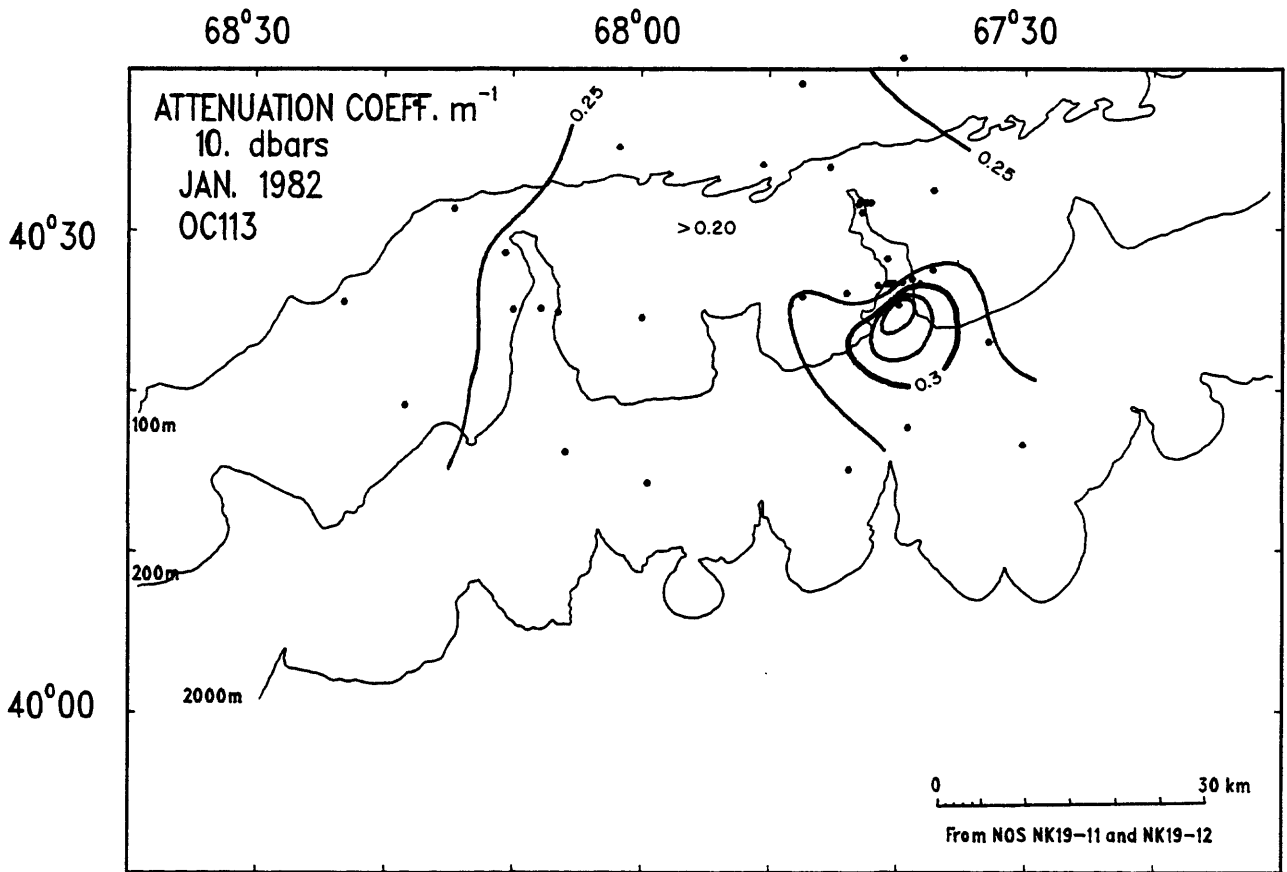 68°30 68°00 67°30
ATTENUATION COEFF. m⁻¹
10. dbars
JAN. 1982
OC113
0.25
0.25
40°30
>0.20
0.3
100m
200m
2000m
40°00
0 30 km
From NOS NK19-11 and NK19-12